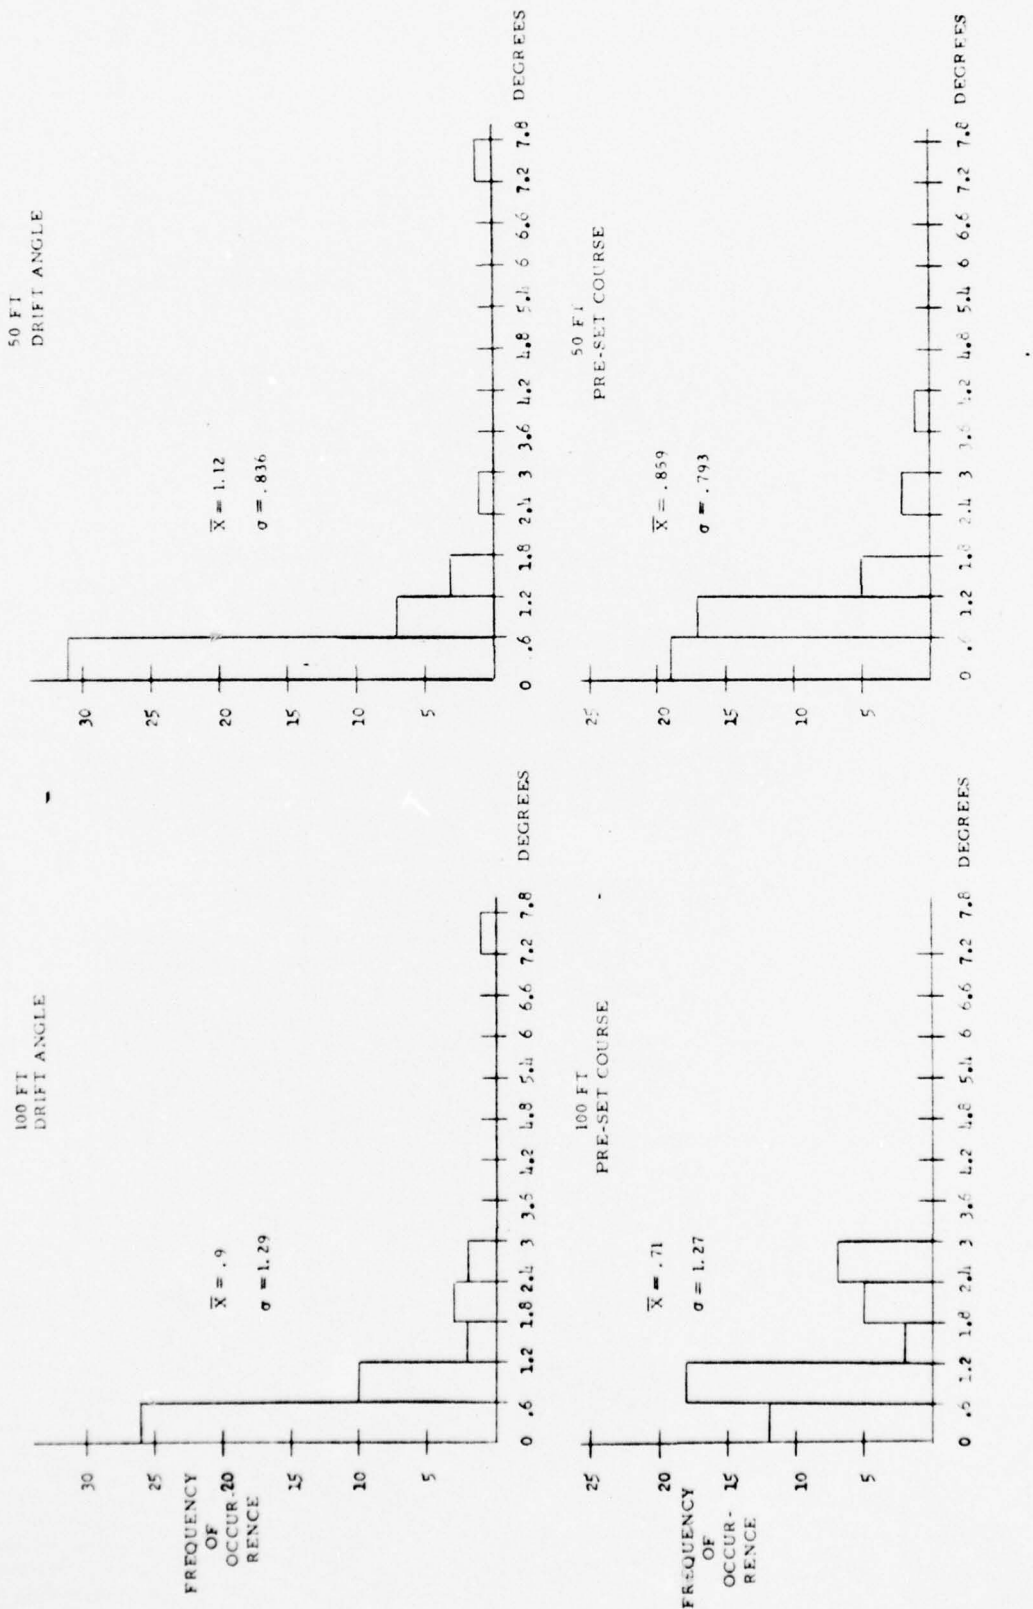 100 FT
DRIFT ANGLE
FREQUENCY
OF
OCCUR-
RENCE
30
25
20
15
10
5
X̅ = .9
σ = 1.29
0 .6 1.2 1.8 2.4 3 3.6 4.2 4.8 5.4 6 6.6 7.2 7.8 DEGREES
50 FT
DRIFT ANGLE
30
25
20
15
10
5
X̅ = 1.12
σ = .836
0 .6 1.2 1.8 2.4 3 3.6 4.2 4.8 5.4 6 6.6 7.2 7.8 DEGREES
100 FT
PRE-SET COURSE
FREQUENCY
OF
OCCUR-
RENCE
25
20
15
10
5
X̅ = .71
σ = 1.27
0 .6 1.2 1.8 2.4 3 3.6 4.2 4.8 5.4 6 6.6 7.2 7.8 DEGREES
50 FT
PRE-SET COURSE
25
20
15
10
5
X̅ = .859
σ = .793
0 .6 1.2 1.8 2.4 3 3.6 4.2 4.8 5.4 6 6.6 7.2 7.8 DEGREES